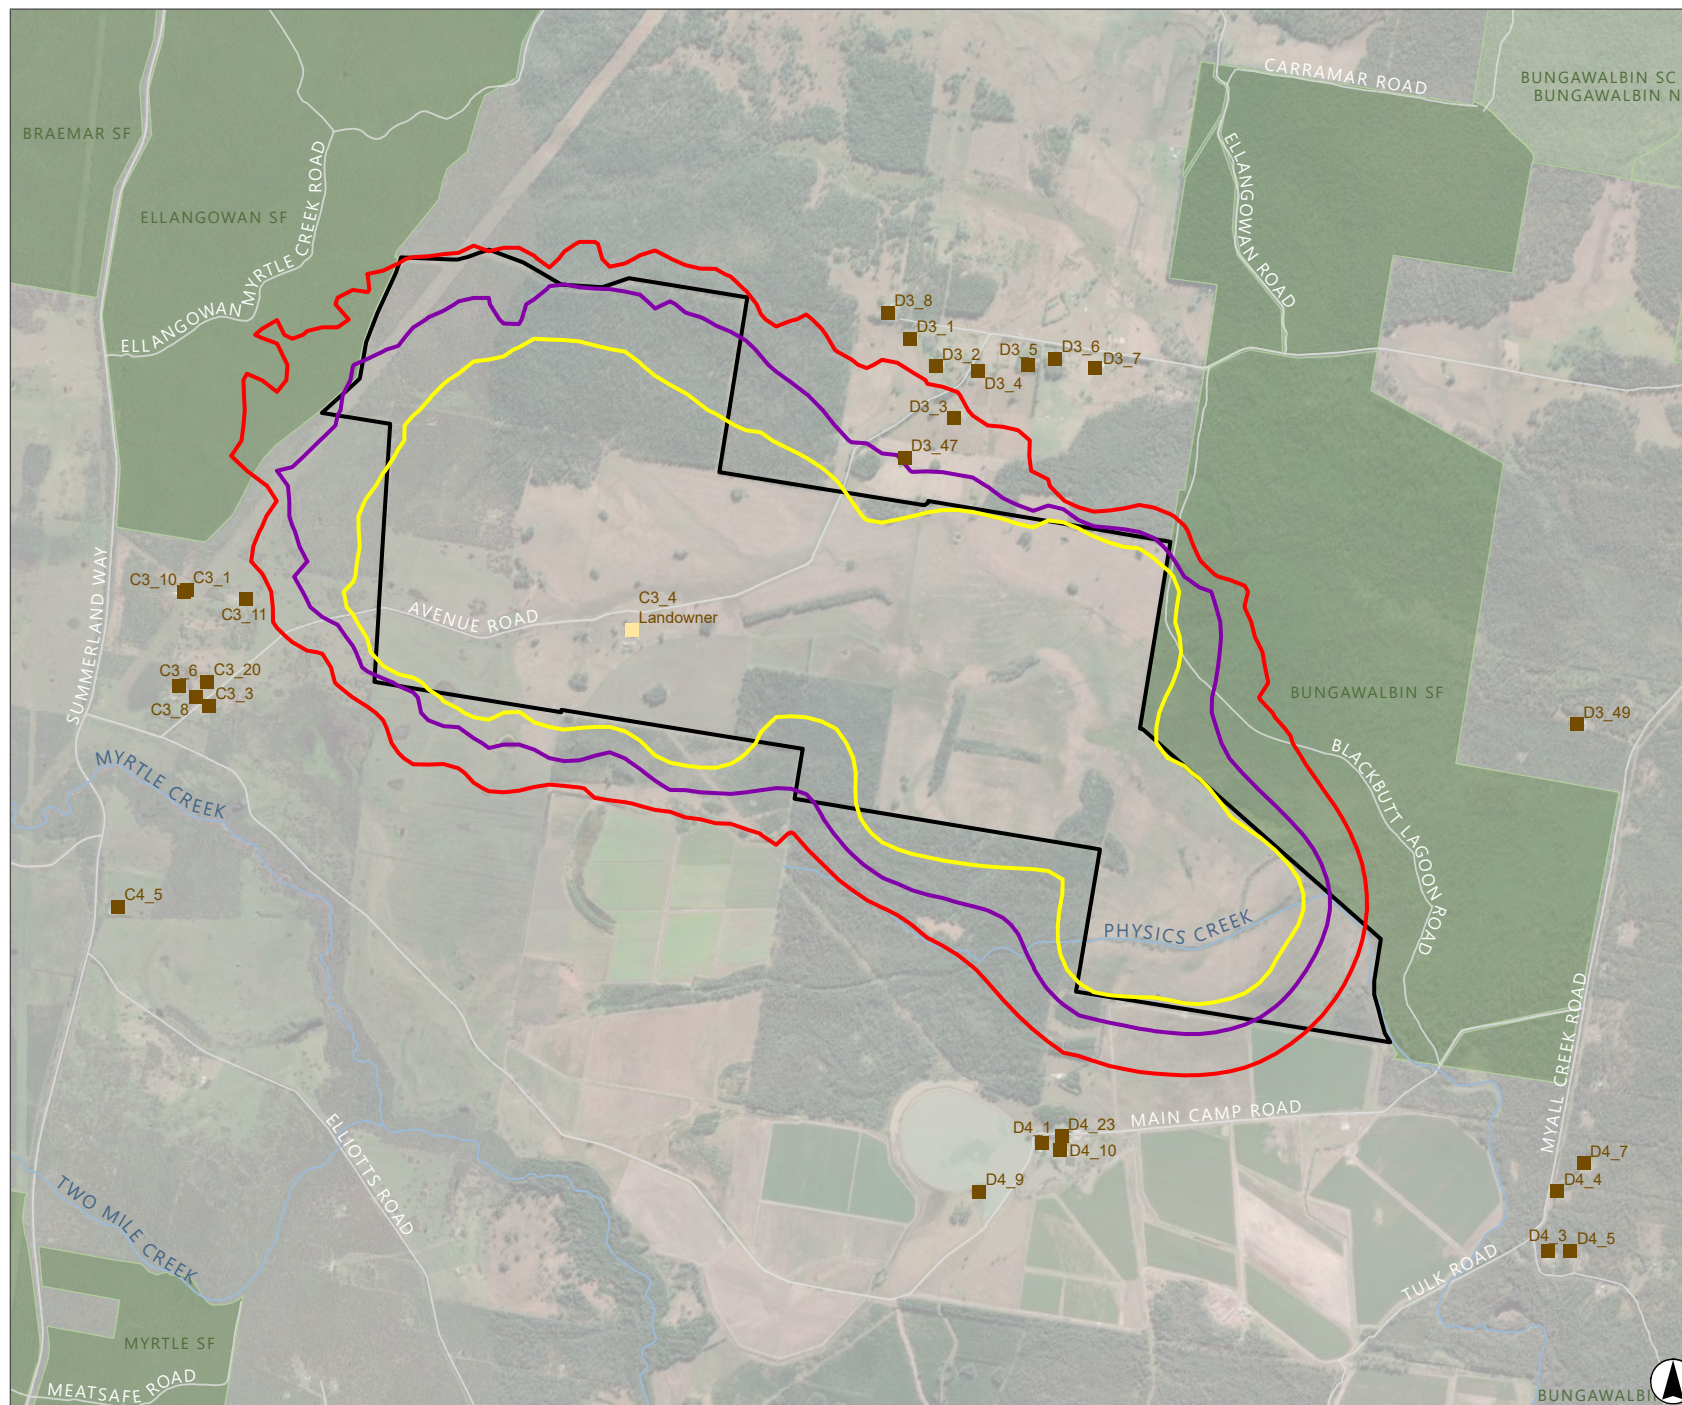 CARRAMAR ROAD
BUNGAWALBIN SC
BUNGAWALBIN N
BRAEMAR SF
ELLANGOWAN SF
ELLANGOWAN MYRTLE CREEK ROAD
ELLANGOWAN ROAD
D3_8
D3_1
D3_2
D3_4
D3_5
D3_6
D3_7
D3_3
D3_47
C3_10
C3_1
C3_11
AVENUE ROAD
C3_4
Landowner
SUMMERLAND WAY
C3_6
C3_20
C3_3
C3_8
BUNGAWALBIN SF
D3_49
MYRTLE CREEK
BLACKBUTT LAGOON ROAD
C4_5
PHYSICS CREEK
MYALL CREEK ROAD
MAIN CAMP ROAD
D4_1
D4_23
D4_10
D4_9
ELLIOTTS ROAD
TWO MILE CREEK
D4_7
D4_4
D4_3
D4_5
TULK ROAD
MYRTLE SF
MEATSAFE ROAD